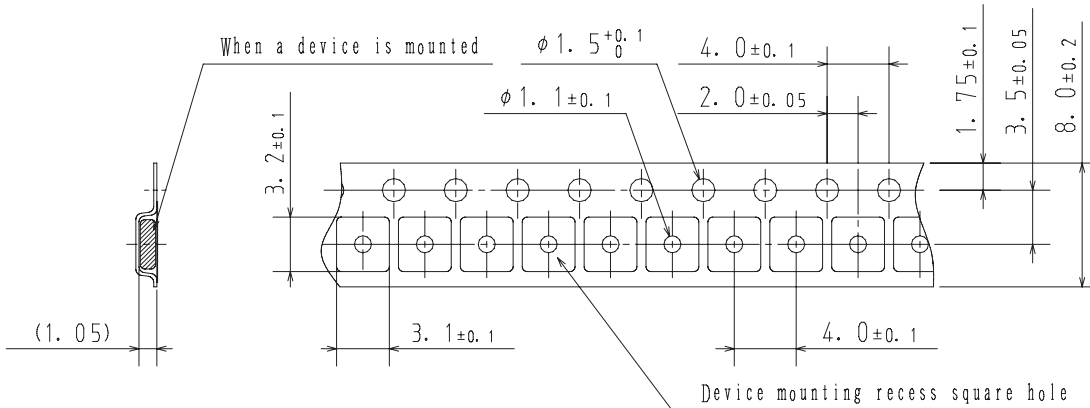 When a device is mounted
φ1.5+0.1 0
4.0±0.1
φ1.1±0.1
2.0±0.05
1.75±0.1
3.5±0.05
8.0±0.2
3.2±0.1
(1.05)
3.1±0.1
4.0±0.1
Device mounting recess square hole